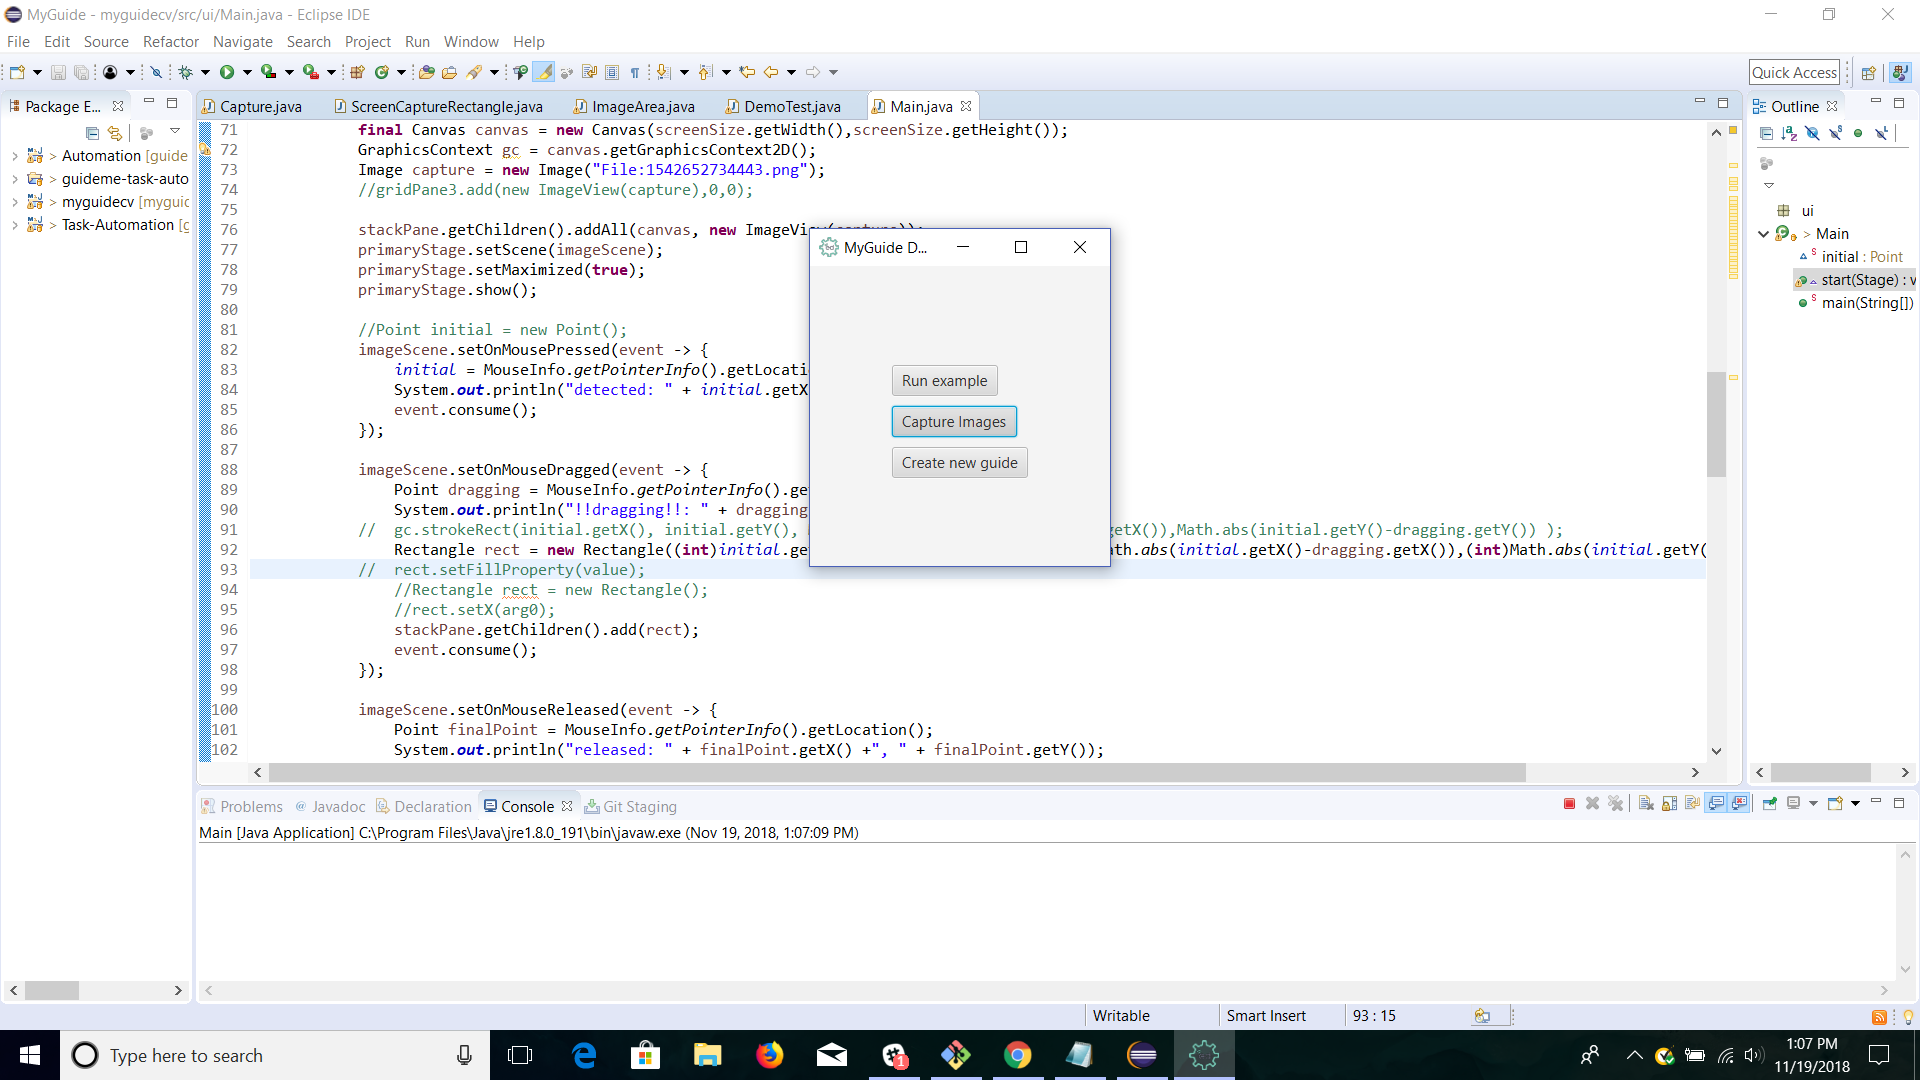 MyGuide - myguidecv/src/ui/Main.java - Eclipse IDE
File Edit Source Refactor Navigate Search Project Run Window Help
Quick Access
Package E...
Automation [guide
guideme-task-auto
myguidecv [myguic
Task-Automation [g
Capture.java ScreenCaptureRectangle.java ImageArea.java DemoTest.java Main.java
71 final Canvas canvas = new Canvas(screenSize.getWidth(),screenSize.getHeight());
72 GraphicsContext gc = canvas.getGraphicsContext2D();
73 Image capture = new Image("File:1542652734443.png");
74 //gridPane3.add(new ImageView(capture),0,0);
75
76 stackPane.getChildren().addAll(canvas, new ImageView(capture));
77 primaryStage.setScene(imageScene);
78 primaryStage.setMaximized(true);
79 primaryStage.show();
80
81 //Point initial = new Point();
82 imageScene.setOnMousePressed(event -> {
83 initial = MouseInfo.getPointerInfo().getLocati
84 System.out.println("detected: " + initial.getX
85 event.consume();
86 });
87
88 imageScene.setOnMouseDragged(event -> {
89 Point dragging = MouseInfo.getPointerInfo().ge
90 System.out.println("!!dragging!!: " + dragging
91 // gc.strokeRect(initial.getX(), initial.getY(), getX()),Math.abs(initial.getY()-dragging.getY()) );
92 Rectangle rect = new Rectangle((int)initial.ge ath.abs(initial.getX()-dragging.getX()),(int)Math.abs(initial.getY(
93 // rect.setFillProperty(value);
94 //Rectangle rect = new Rectangle();
95 //rect.setX(arg0);
96 stackPane.getChildren().add(rect);
97 event.consume();
98 });
99
100 imageScene.setOnMouseReleased(event -> {
101 Point finalPoint = MouseInfo.getPointerInfo().getLocation();
102 System.out.println("released: " + finalPoint.getX() +", " + finalPoint.getY());
MyGuide D...
Run example
Capture Images
Create new guide
Outline
ui
Main
initial : Point
start(Stage) : v
main(String[])
Problems Javadoc Declaration Console Git Staging
Main [Java Application] C:\Program Files\Java\jre1.8.0_191\bin\javaw.exe (Nov 19, 2018, 1:07:09 PM)
Writable Smart Insert 93 : 15
Type here to search
1
1:07 PM
11/19/2018